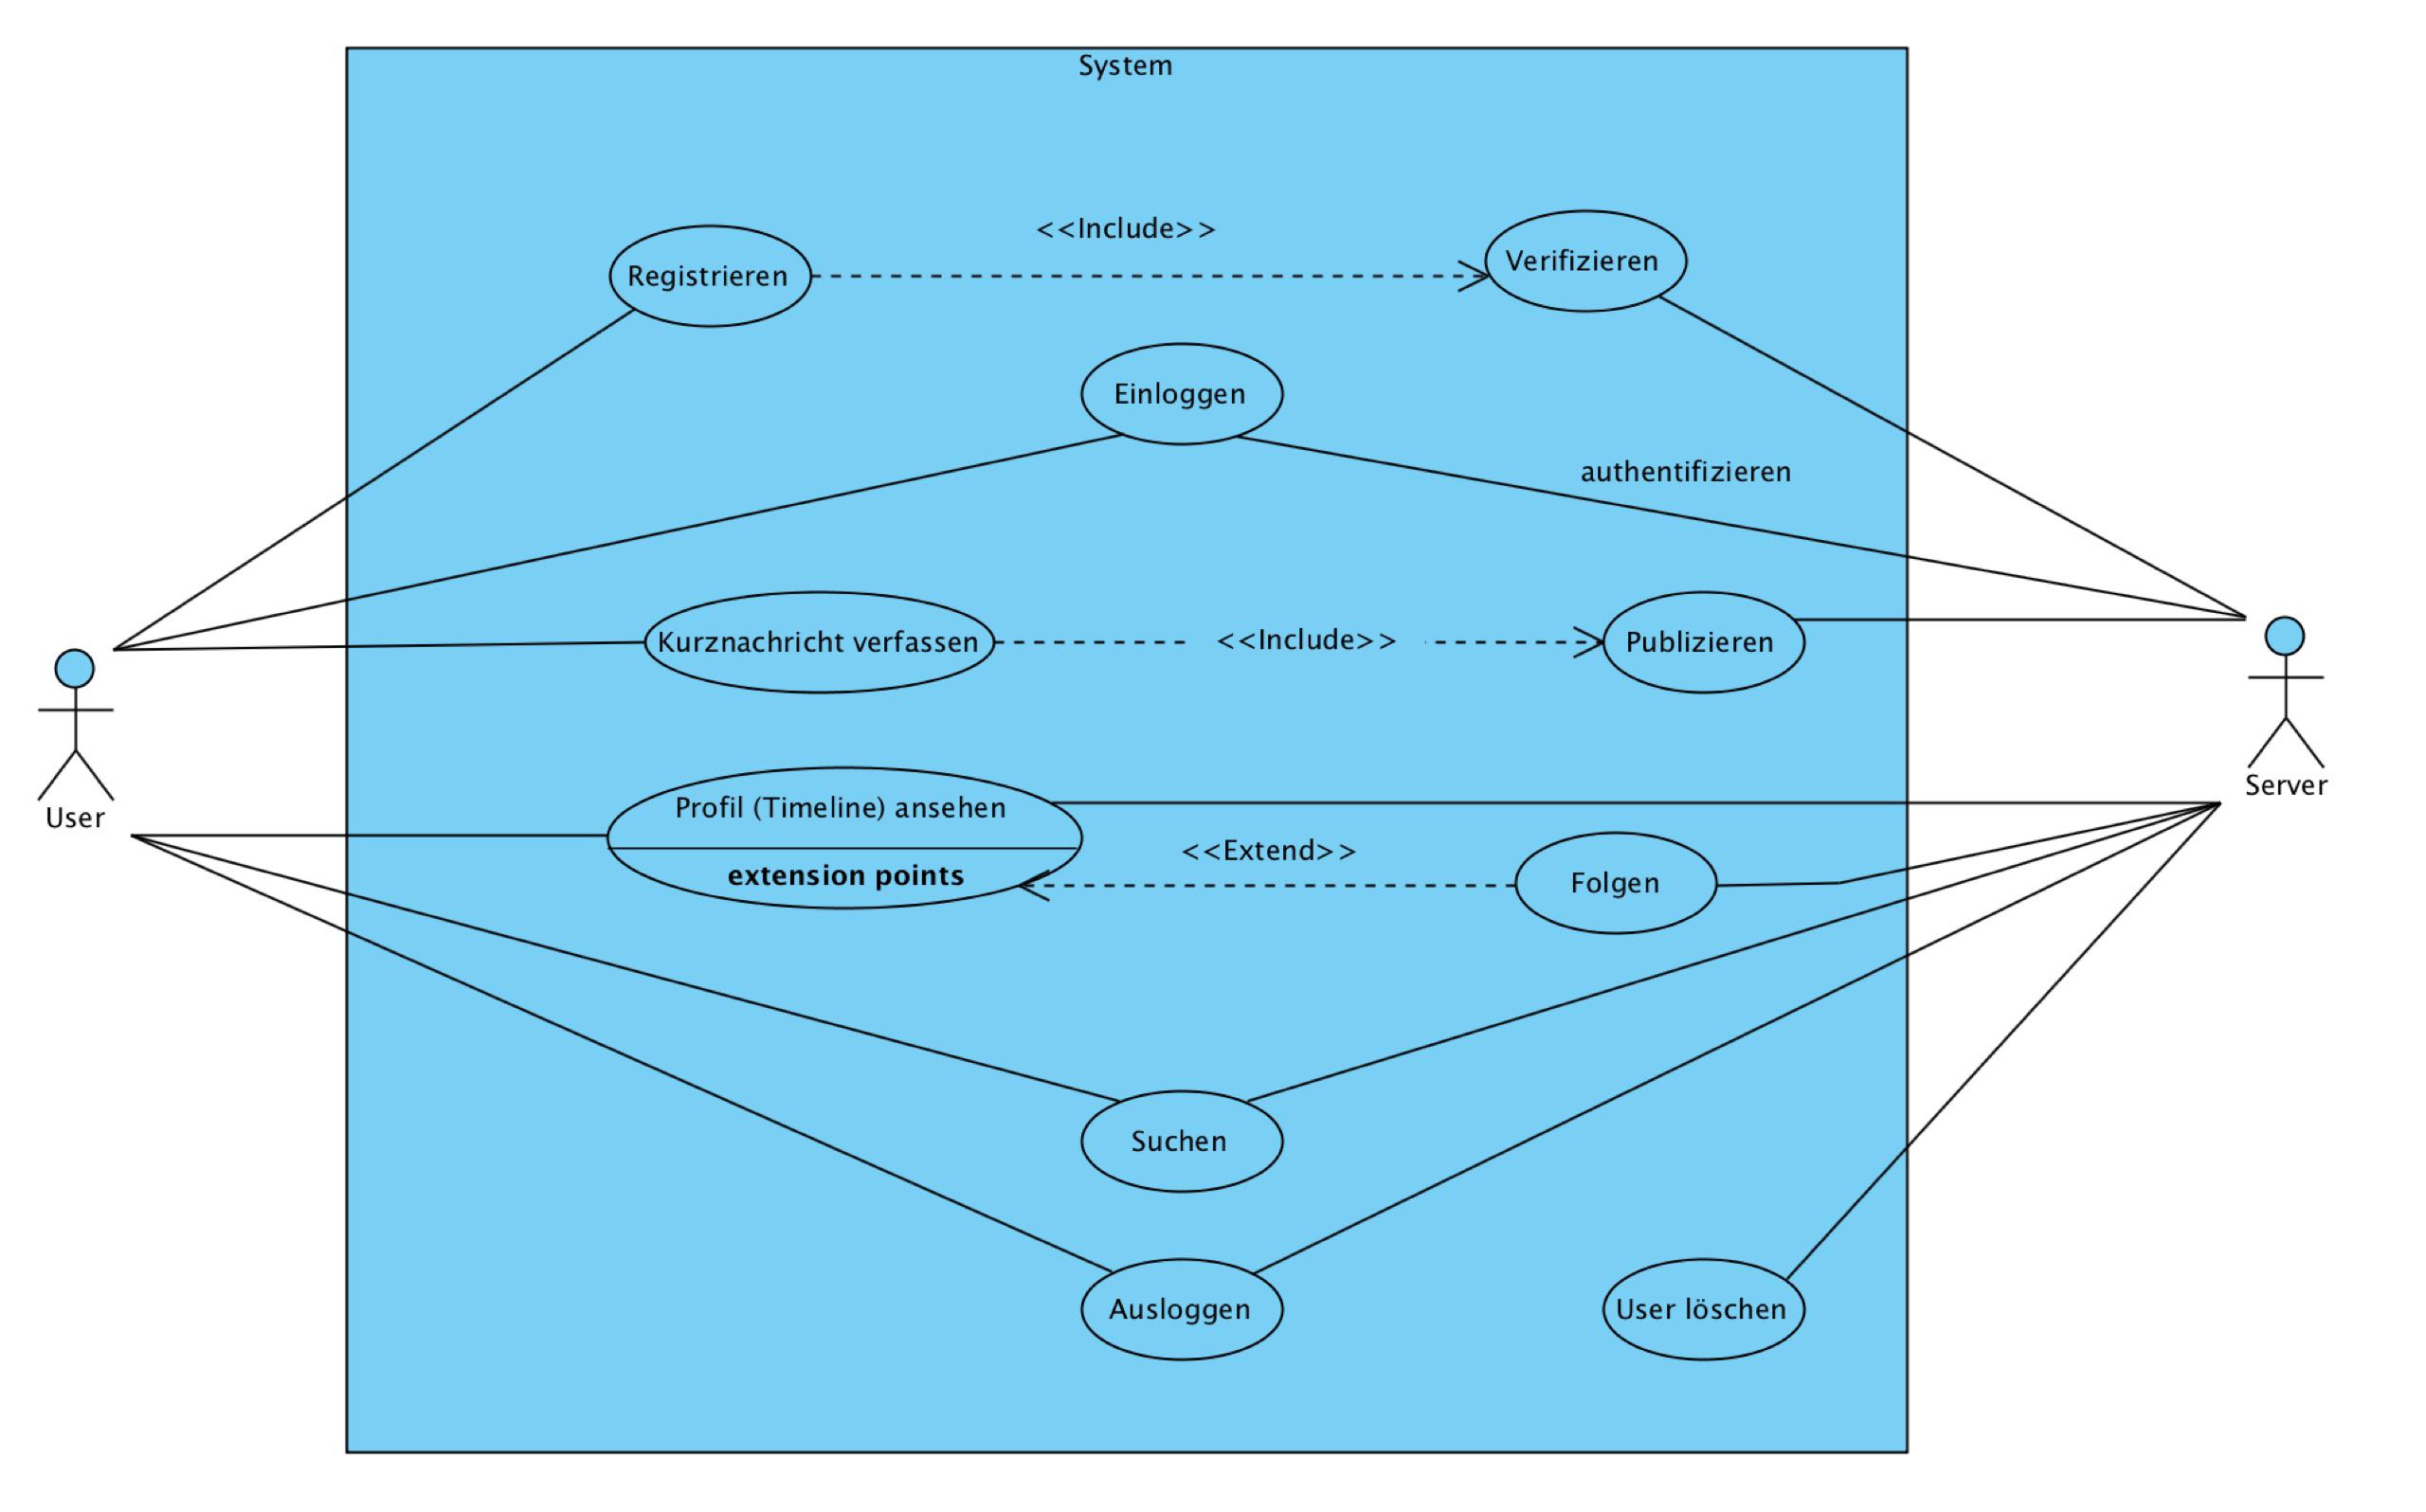 System
<<Include>>
Registrieren
Verifizieren
Einloggen
authentifizieren
Kurznachricht verfassen
<<Include>>
Publizieren
User
Server
Profil (Timeline) ansehen
extension points
<<Extend>>
Folgen
Suchen
Ausloggen
User löschen